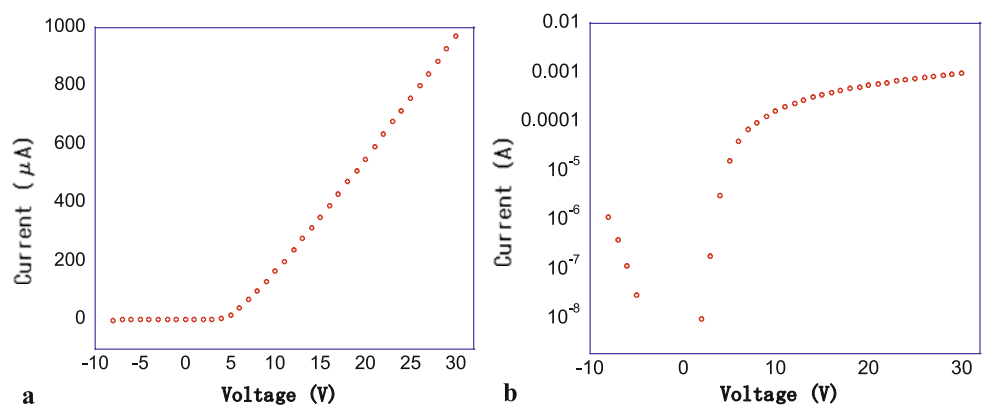 1000
800
600
400
200
0
-10 -5 0 5 10 15 20 25 30
Current (μA)
Voltage (V)
a
0.01
0.001
0.0001
10-5
10-6
10-7
10-8
-10 0 10 20 30
Current (A)
Voltage (V)
b